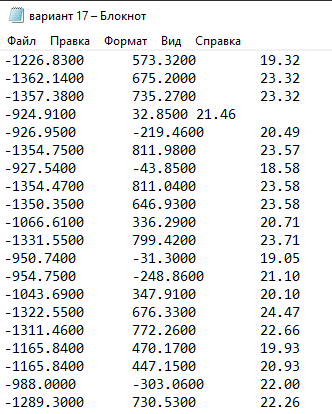 вариант 17 – Блокнот
Файл Правка Формат Вид Справка
-1226.8300 573.3200 19.32
-1362.1400 675.2000 23.32
-1357.3800 735.2700 23.32
-924.9100 32.8500 21.46
-926.9500 -219.4600 20.49
-1354.7500 811.9800 23.57
-927.5400 -43.8500 18.58
-1354.4700 811.0400 23.58
-1350.3500 646.9300 23.58
-1066.6100 336.2900 20.71
-1331.5500 799.4200 23.71
-950.7400 -31.3000 19.05
-954.7500 -248.8600 21.10
-1043.6900 347.9100 20.10
-1322.5500 676.3300 24.47
-1311.4600 772.2600 22.66
-1165.8400 470.1700 19.93
-1165.8400 447.1500 20.93
-988.0000 -303.0600 22.00
-1289.3000 730.5300 22.26